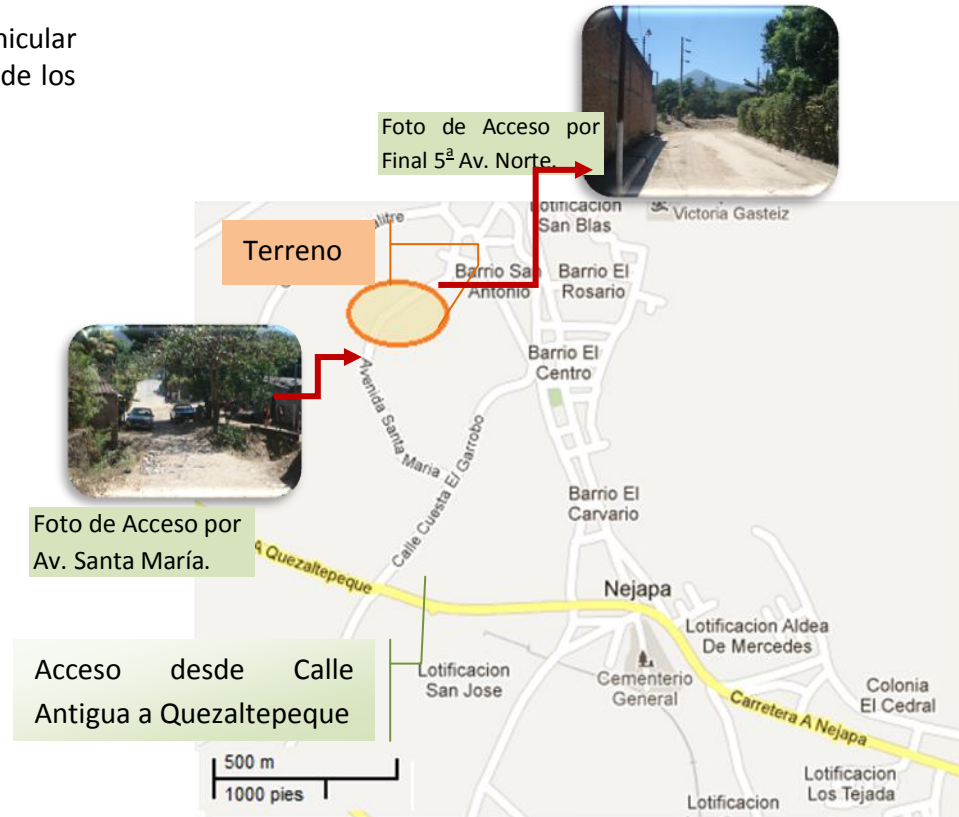 nicular
de los
Foto de Acceso por
Final 5ª Av. Norte.
Lotificacion
San Blas
Victoria Gasteiz
alitre
Terreno
Barrio San
Antonio
Barrio El
Rosario
Barrio El
Centro
Avenida Santa Maria
Calle Cuesta El Garrobo
Foto de Acceso por
Av. Santa María.
A Quezaltepeque
Barrio El
Carvario
Nejapa
Lotificacion Aldea
De Mercedes
Acceso desde Calle
Antigua a Quezaltepeque
Lotificacion
San Jose
Cementerio
General
Colonia
El Cedral
Carretera A Nejapa
500 m
1000 pies
Lotificacion
Los Tejada
Lotificacion